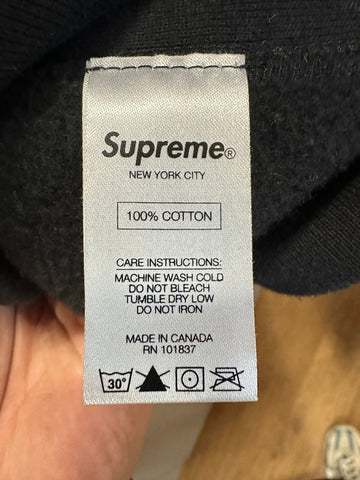 Supreme®
NEW YORK CITY
100% COTTON
CARE INSTRUCTIONS:
MACHINE WASH COLD
DO NOT BLEACH
TUMBLE DRY LOW
DO NOT IRON
MADE IN CANADA
RN 101837
30°